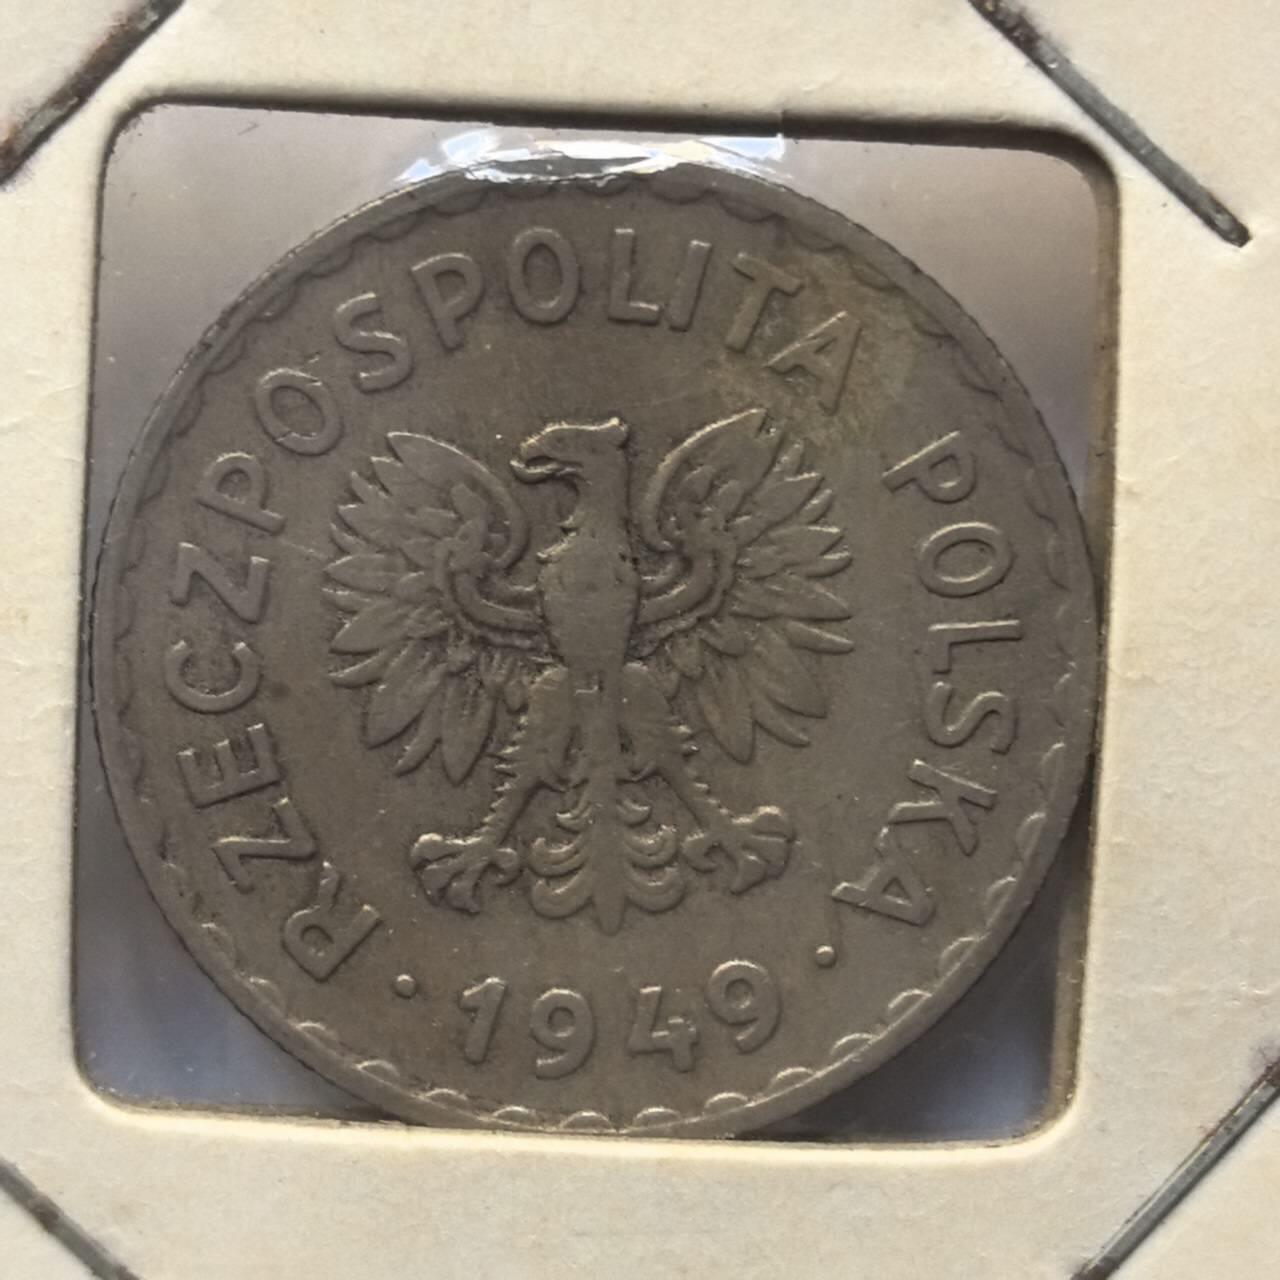 RZECZPOSPOLITA POLSKA
· 1949 ·